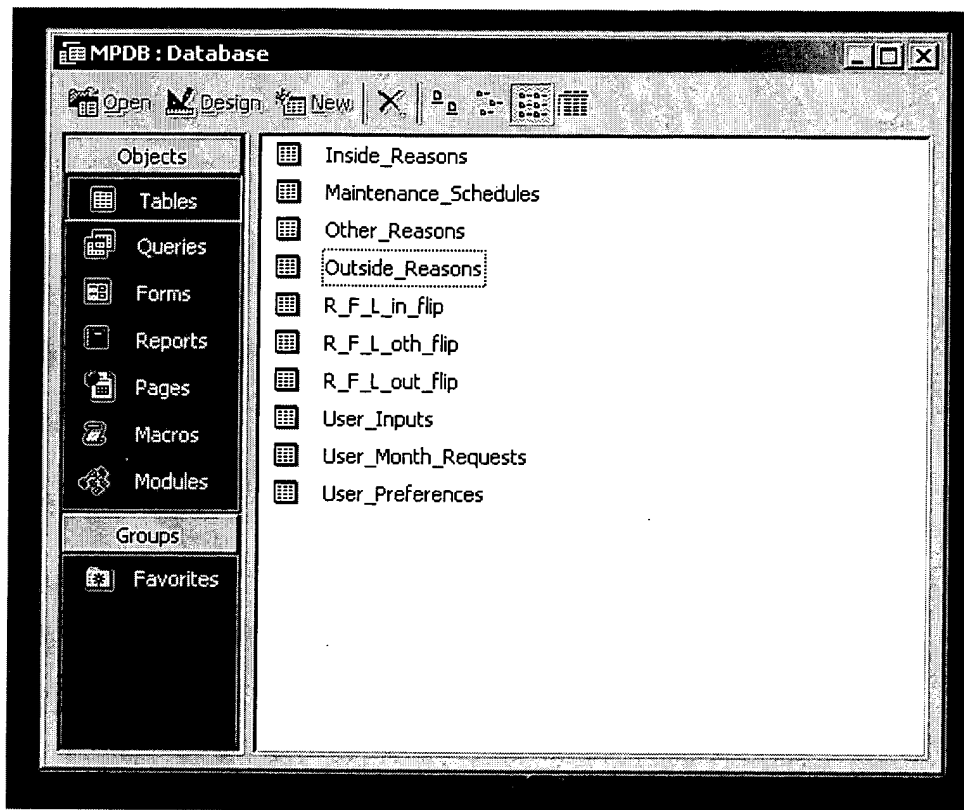 MPDB : Database
Open Design New
Objects
Tables
Queries
Forms
Reports
Pages
Macros
Modules
Groups
Favorites
Inside_Reasons
Maintenance_Schedules
Other_Reasons
Outside_Reasons
R_F_L_in_flip
R_F_L_oth_flip
R_F_L_out_flip
User_Inputs
User_Month_Requests
User_Preferences